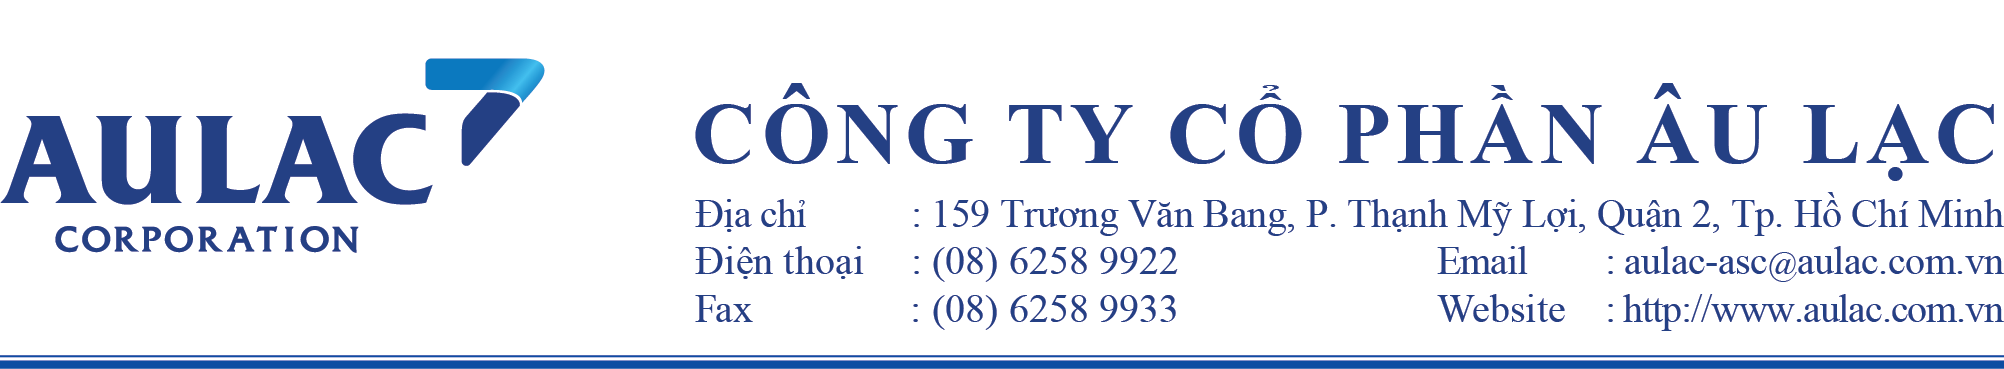 AULAC
CORPORATION
CÔNG TY CỔ PHẦN ÂU LẠC
Địa chỉ : 159 Trương Văn Bang, P. Thạnh Mỹ Lợi, Quận 2, Tp. Hồ Chí Minh
Điện thoại : (08) 6258 9922 Email : aulac-asc@aulac.com.vn
Fax : (08) 6258 9933 Website : http://www.aulac.com.vn